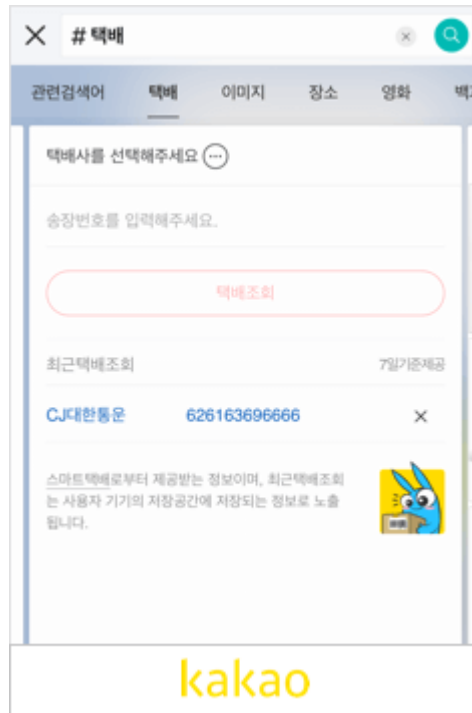 # 택배
관련검색어 택배 이미지 장소 영화
택배사를 선택해주세요
송장번호를 입력해주세요.
택배조회
최근택배조회 7일기준제공
CJ대한통운 626163696666
스마트택배로부터 제공받는 정보이며, 최근택배조회
는 사용자 기기의 저장공간에 저장되는 정보로 노출
됩니다.
kakao